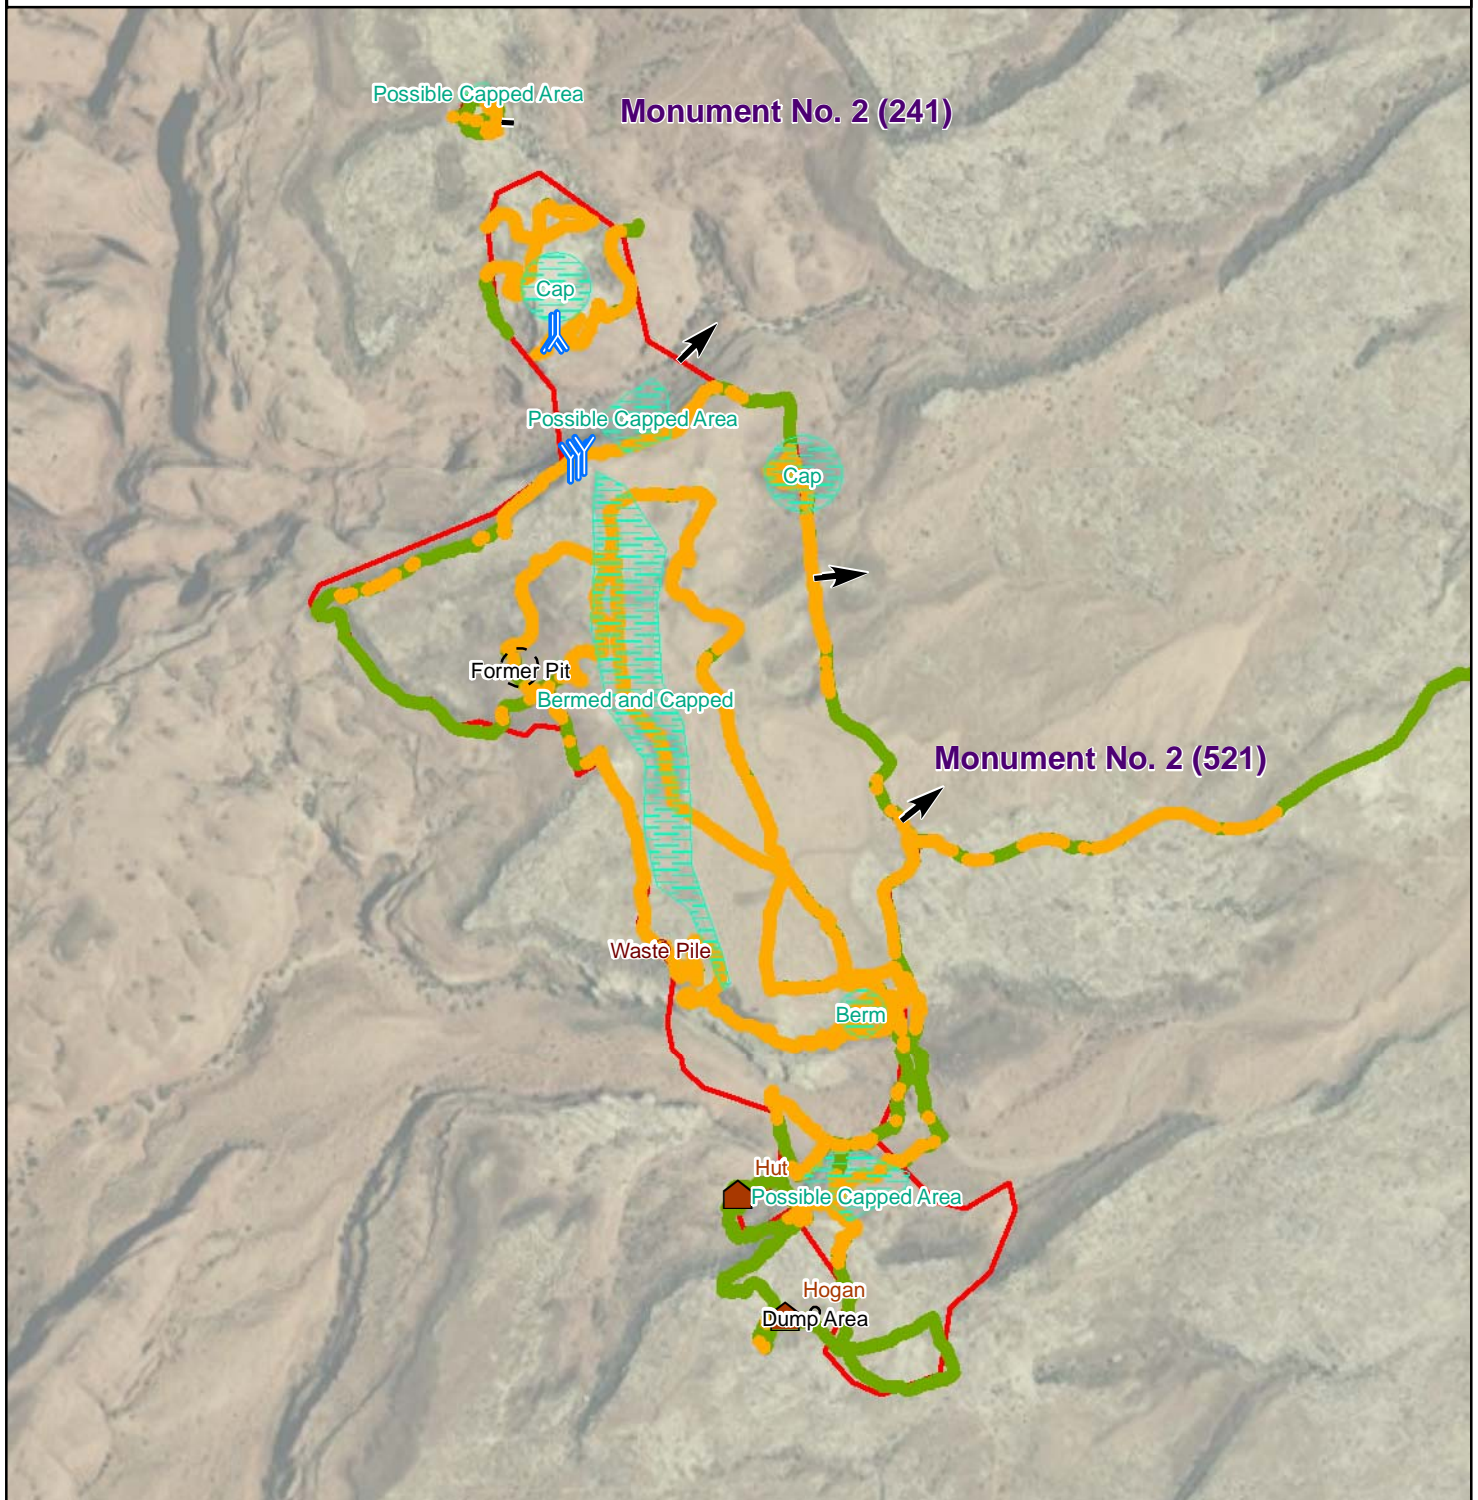 Possible Capped Area
Monument No. 2 (241)
Cap
Possible Capped Area
Cap
Former Pit
Bermed and Capped
Monument No. 2 (521)
Waste Pile
Berm
Hut
Possible Capped Area
Hogan
Dump Area